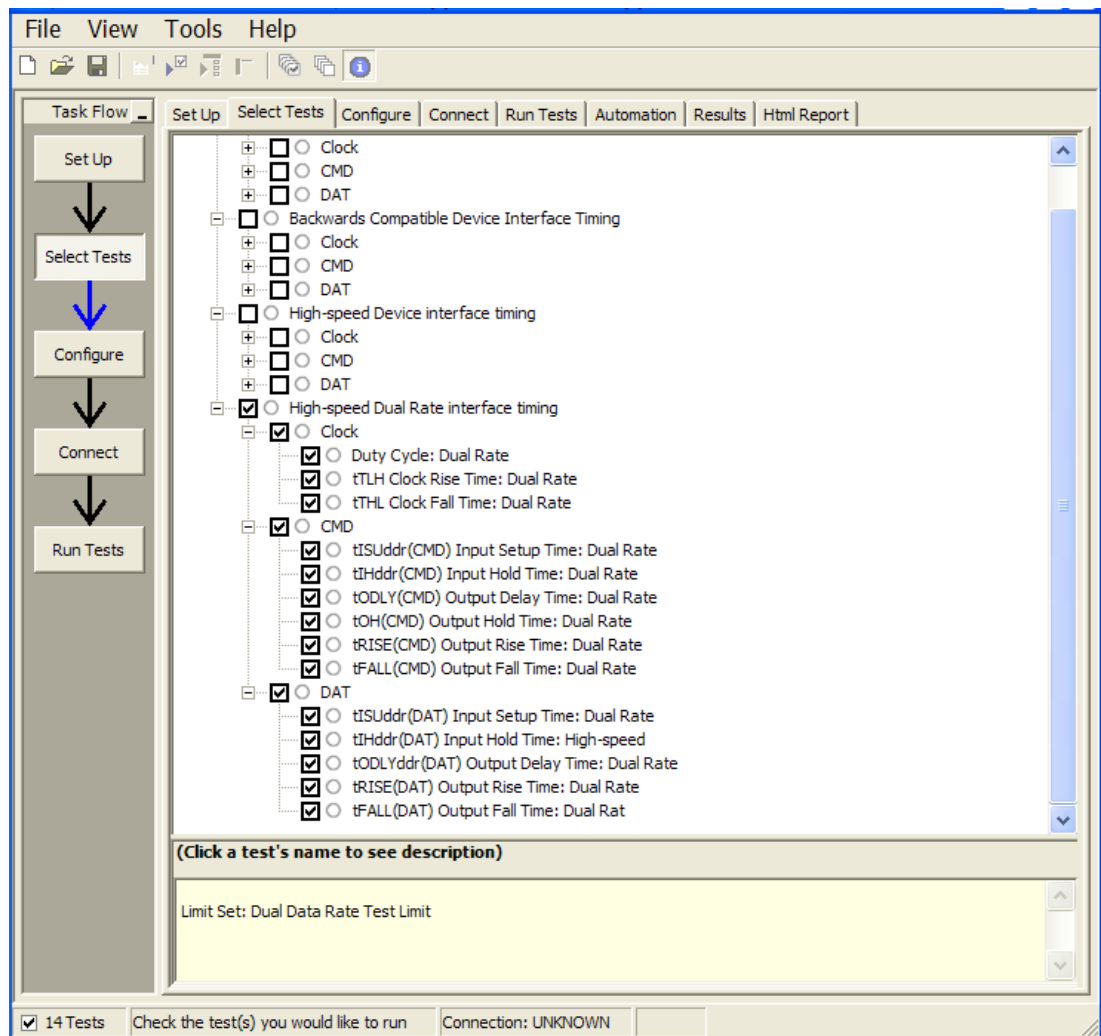 File View Tools Help
Task Flow
Set Up
Select Tests
Configure
Connect
Run Tests
Set Up Select Tests Configure Connect Run Tests Automation Results Html Report
Clock
CMD
DAT
Backwards Compatible Device Interface Timing
Clock
CMD
DAT
High-speed Device interface timing
Clock
CMD
DAT
High-speed Dual Rate interface timing
Clock
Duty Cycle: Dual Rate
tTLH Clock Rise Time: Dual Rate
tTHL Clock Fall Time: Dual Rate
CMD
tISUddr(CMD) Input Setup Time: Dual Rate
tIHddr(CMD) Input Hold Time: Dual Rate
tODLY(CMD) Output Delay Time: Dual Rate
tOH(CMD) Output Hold Time: Dual Rate
tRISE(CMD) Output Rise Time: Dual Rate
tFALL(CMD) Output Fall Time: Dual Rate
DAT
tISUddr(DAT) Input Setup Time: Dual Rate
tIHddr(DAT) Input Hold Time: High-speed
tODLYddr(DAT) Output Delay Time: Dual Rate
tRISE(DAT) Output Rise Time: Dual Rate
tFALL(DAT) Output Fall Time: Dual Rat
(Click a test's name to see description)
Limit Set: Dual Data Rate Test Limit
14 Tests Check the test(s) you would like to run Connection: UNKNOWN